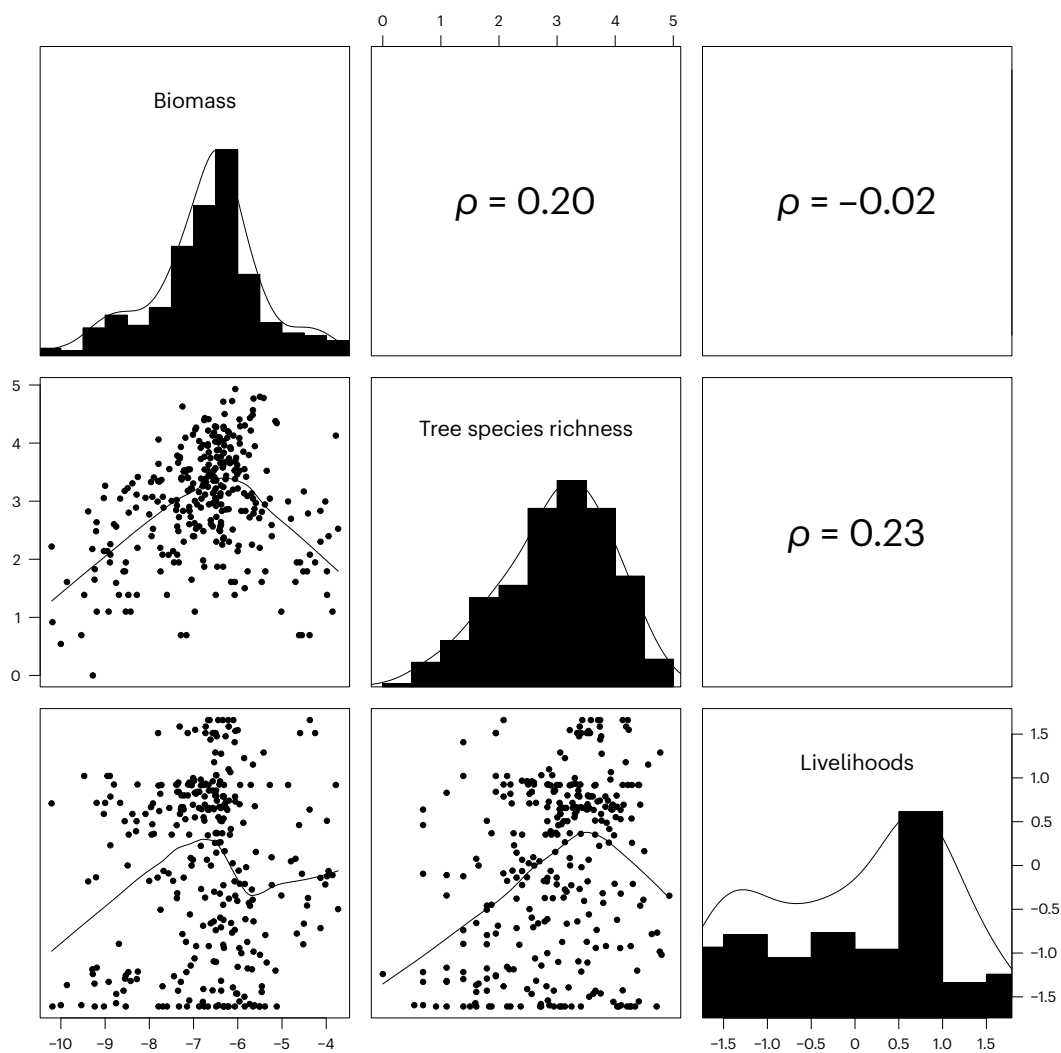 0 1 2 3 4 5
Biomass
ρ = 0.20
ρ = −0.02
5
4
3
2
1
0
Tree species richness
ρ = 0.23
Livelihoods
1.5
1.0
0.5
0
−0.5
−1.0
−1.5
−10 −9 −8 −7 −6 −5 −4
−1.5 −1.0 −0.5 0 0.5 1.0 1.5